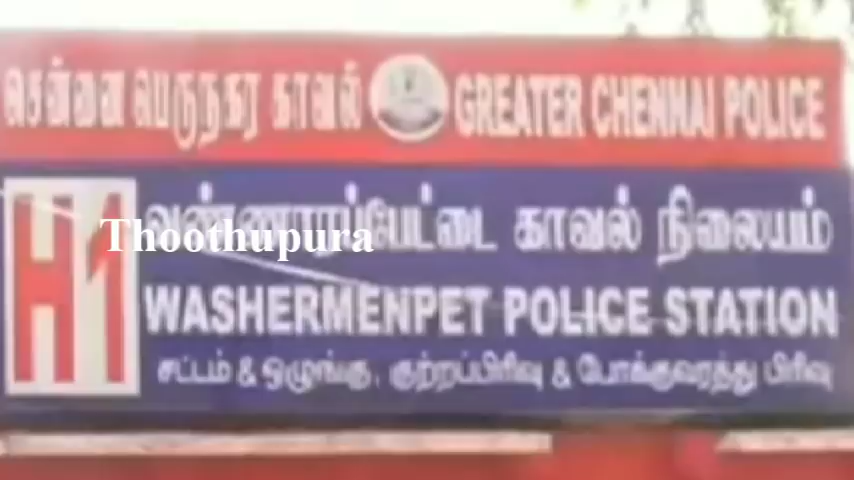 சென்னை பெருநகர காவல் GREATER CHENNAI POLICE
H1 வண்ணாரப்பேட்டை காவல் நிலையம்
Thoothupura
WASHERMENPET POLICE STATION
சட்டம் & ஒழுங்கு, குற்றப்பிரிவு & போக்குவரத்து பிரிவு